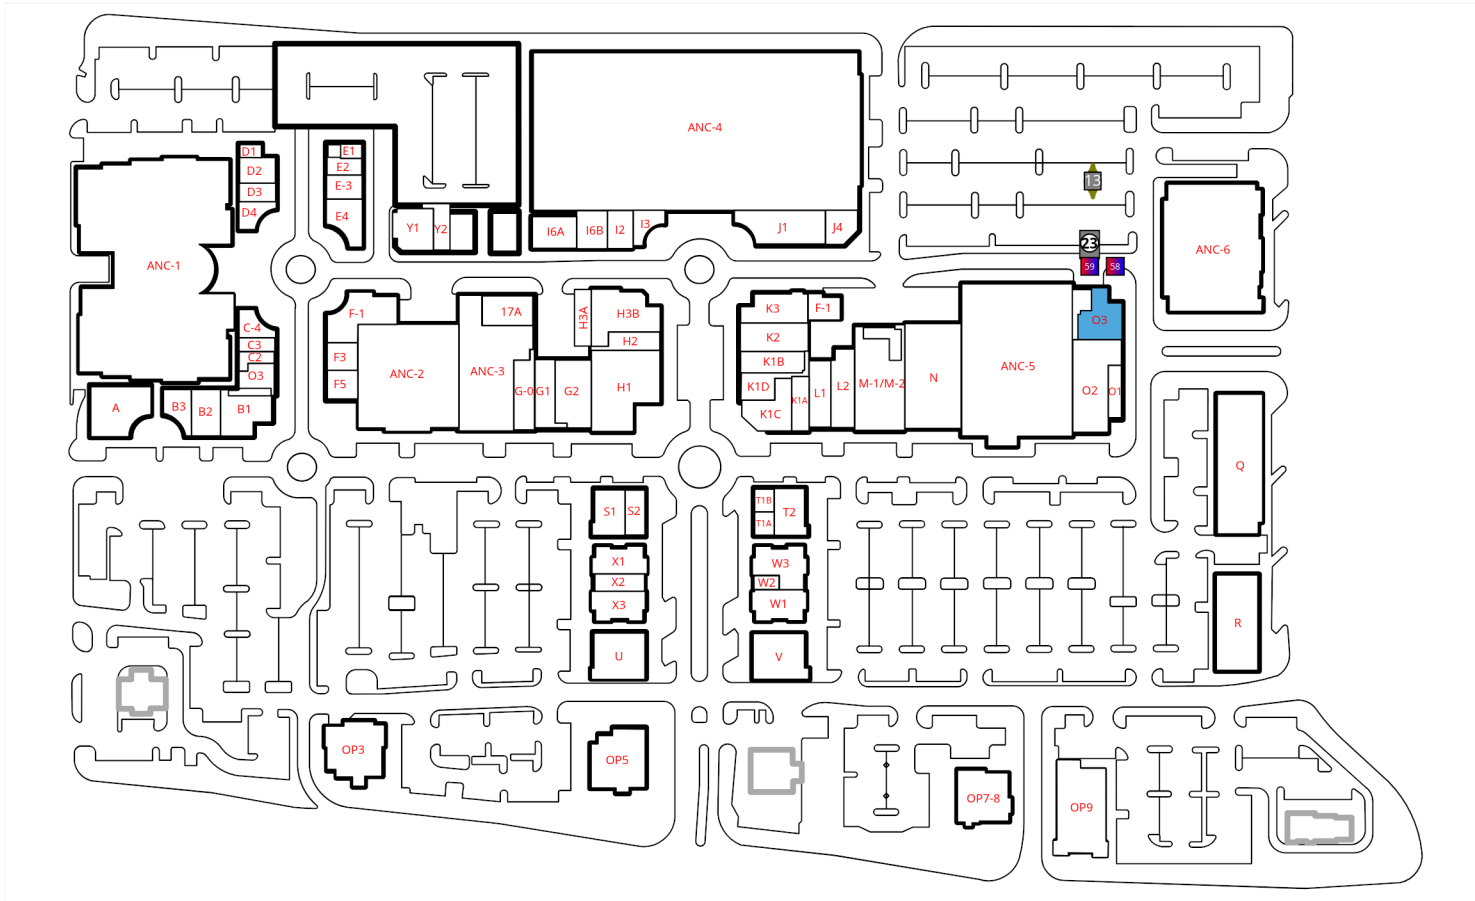 ANC-4
D1
E1
D2
E2
13
D3
E-3
D4
E4
Y1
Y2
I6A
I6B
I2
I3
J1
J4
23
ANC-6
ANC-1
59
58
F-1
17A
H3A
H3B
K3
F-1
C-4
O3
C3
H2
K2
C2
F3
K1B
O3
F5
ANC-2
ANC-3
G-0
G1
G2
H1
K1D
K1A
L1
L2
M-1/M-2
N
ANC-5
O2
O1
A
B3
B2
B1
K1C
Q
S1
S2
T1B
T1A
T2
X1
W3
X2
W2
X3
W1
R
U
V
OP3
OP5
OP7-8
OP9